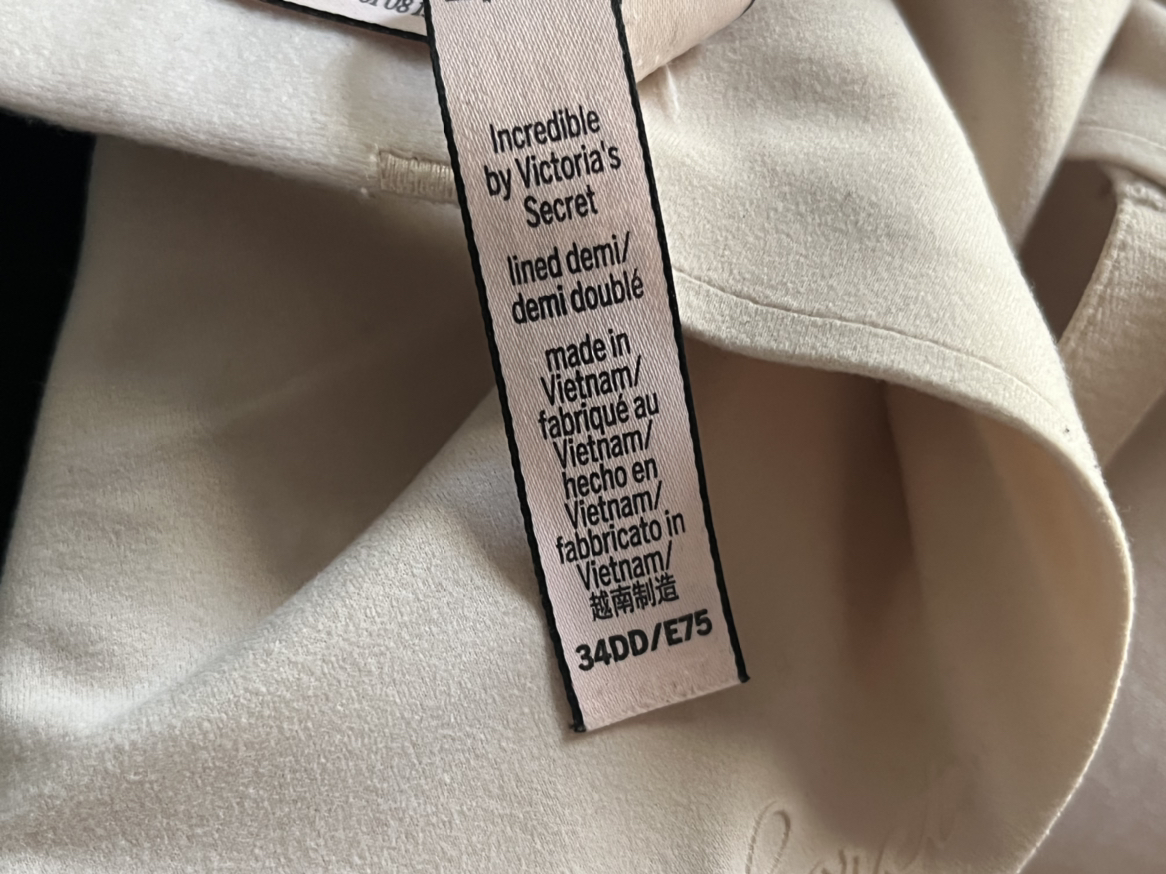 Incredible
by Victoria's
Secret
lined demi/
demi doublé
made in
Vietnam/
fabriqué au
Vietnam/
hecho en
Vietnam/
fabbricato in
Vietnam/
越南制造
34DD/E75